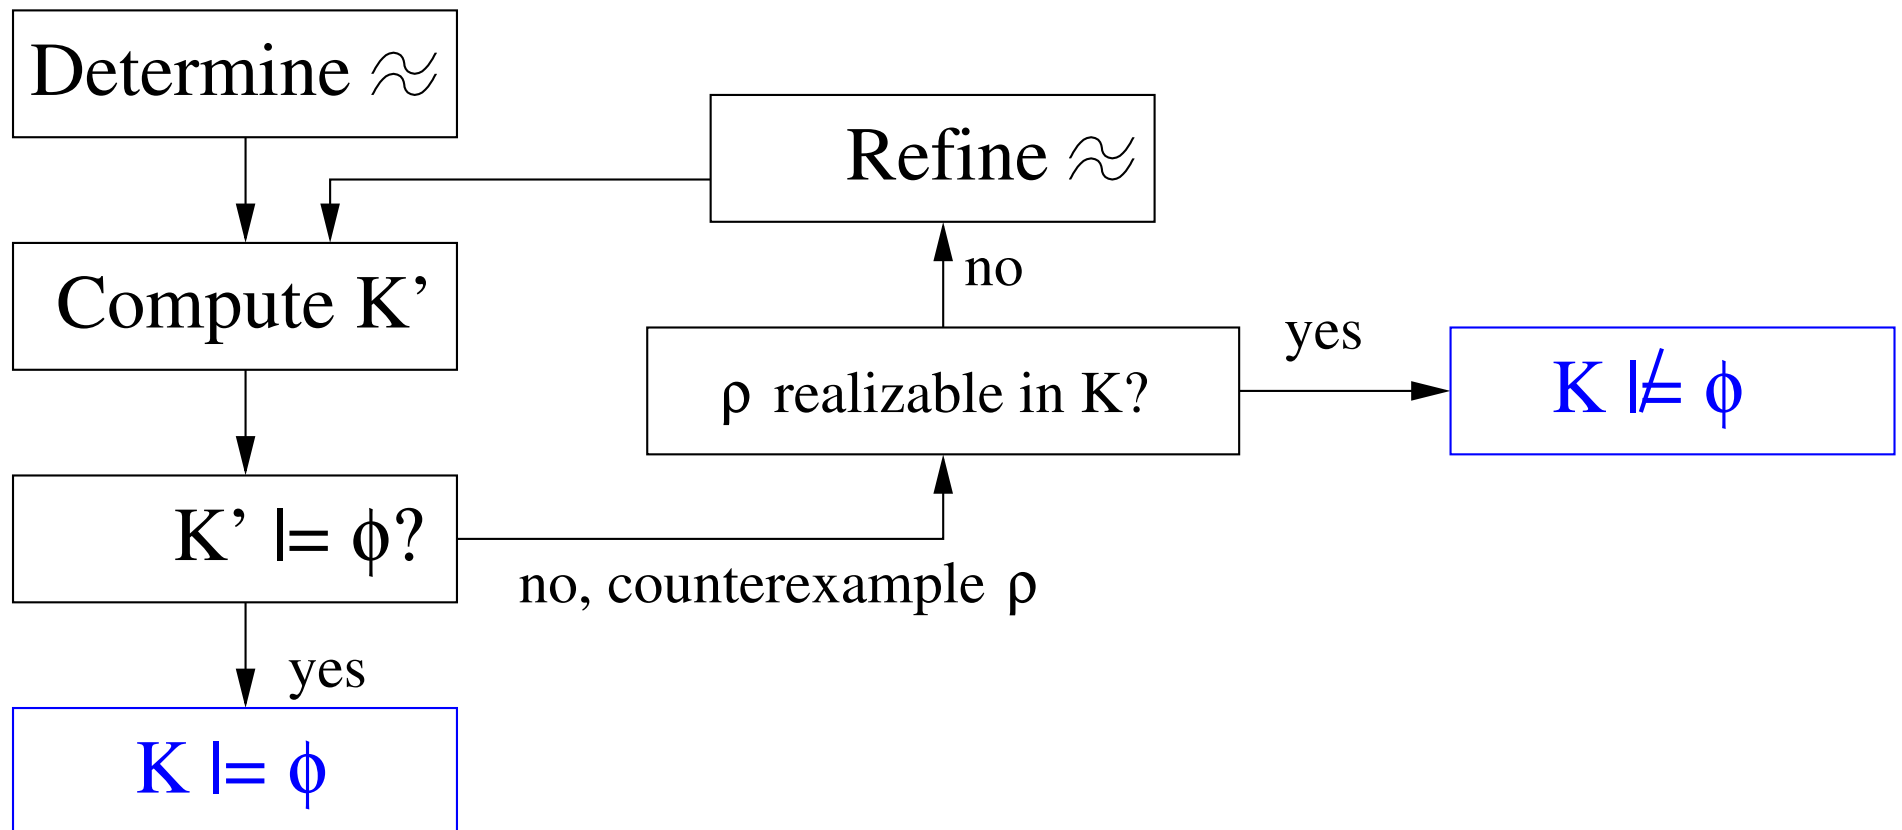 Determine ≈
Refine ≈
Compute K’
no
yes
ρ realizable in K?
K |≠ ϕ
K’ |= ϕ?
no, counterexample ρ
yes
K |= ϕ